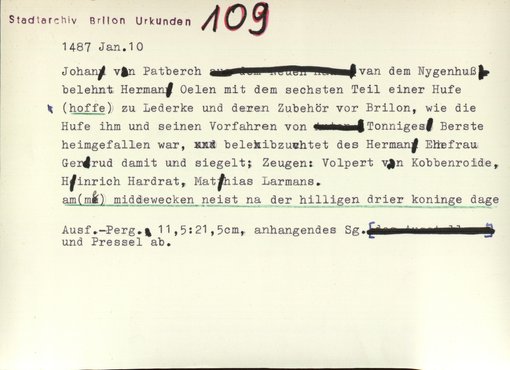 Stadtarchiv Brilon Urkunden 109
1487 Jan.10
Johan van Patberch van dem Nygenhuß
belehnt Herman Oelen mit dem sechsten Teil einer Hufe
(hoffe) zu Lederke und deren Zubehör vor Brilon, wie die
Hufe ihm und seinen Vorfahren von Tonniges Berste
heimgefallen war, belekibzuchtet des Herman Ehefrau
Gerdrud damit und siegelt; Zeugen: Volpert van Kobbenroide,
Hinrich Hardrat, Mathias Larmans.
am(me) middewecken neist na der hilligen drier koninge dage
Ausf.-Perg. 11,5:21,5cm, anhangendes Sg.
und Pressel ab.